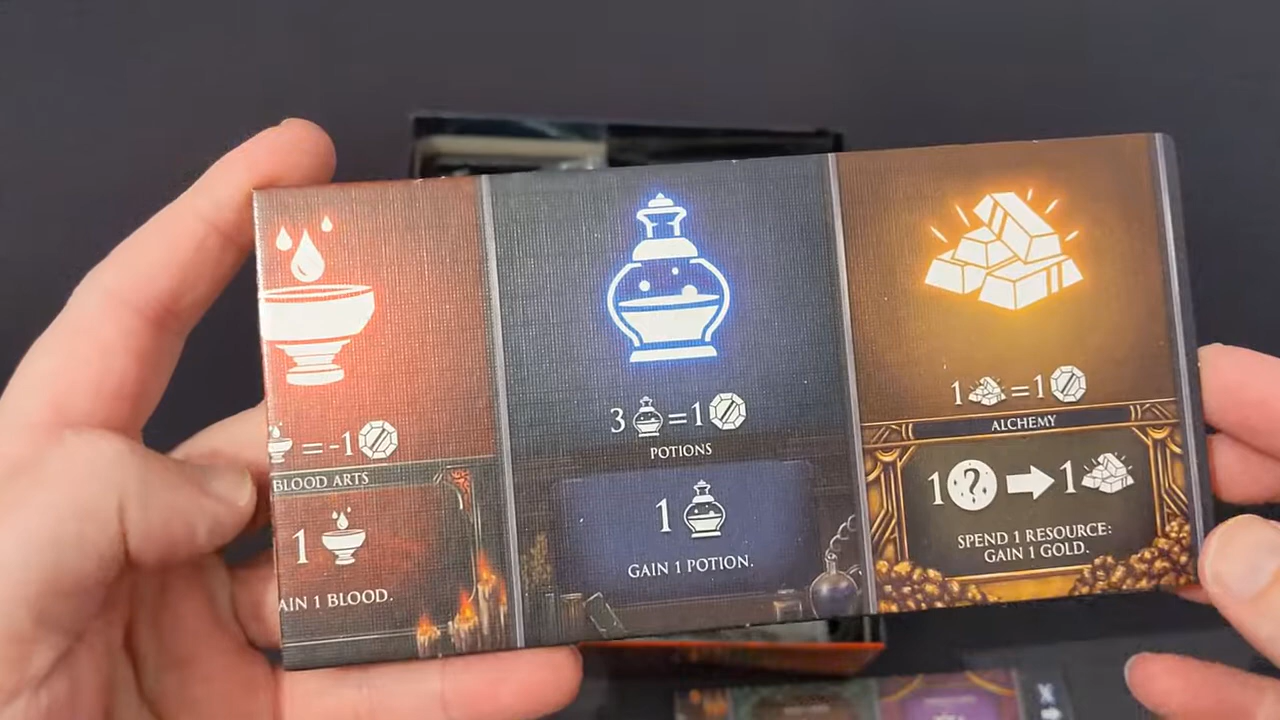 = -1
BLOOD ARTS
1
AIN 1 BLOOD.
3 = 1
POTIONS
1
GAIN 1 POTION.
1 = 1
ALCHEMY
1 ? 1
SPEND 1 RESOURCE:
GAIN 1 GOLD.